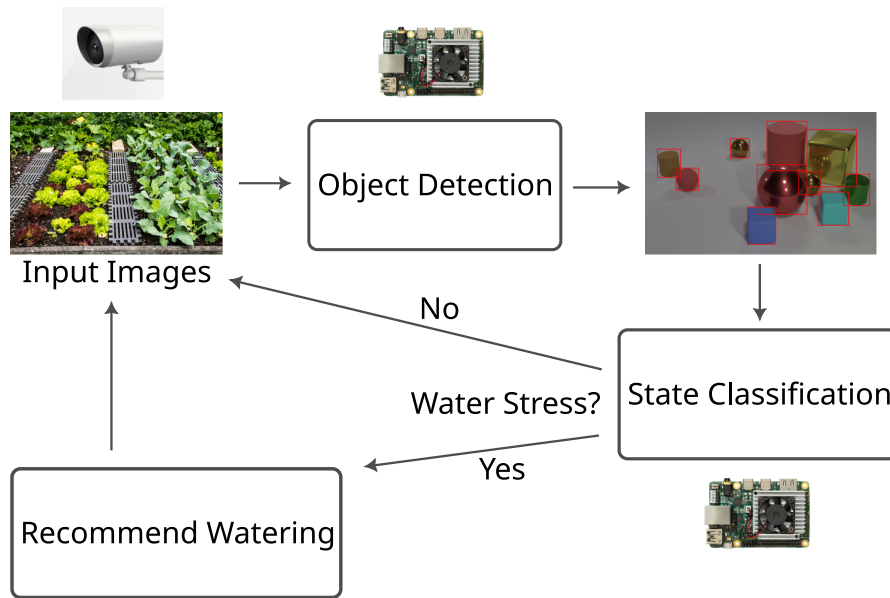 Object Detection
Input Images
No
Water Stress?
State Classification
Yes
Recommend Watering